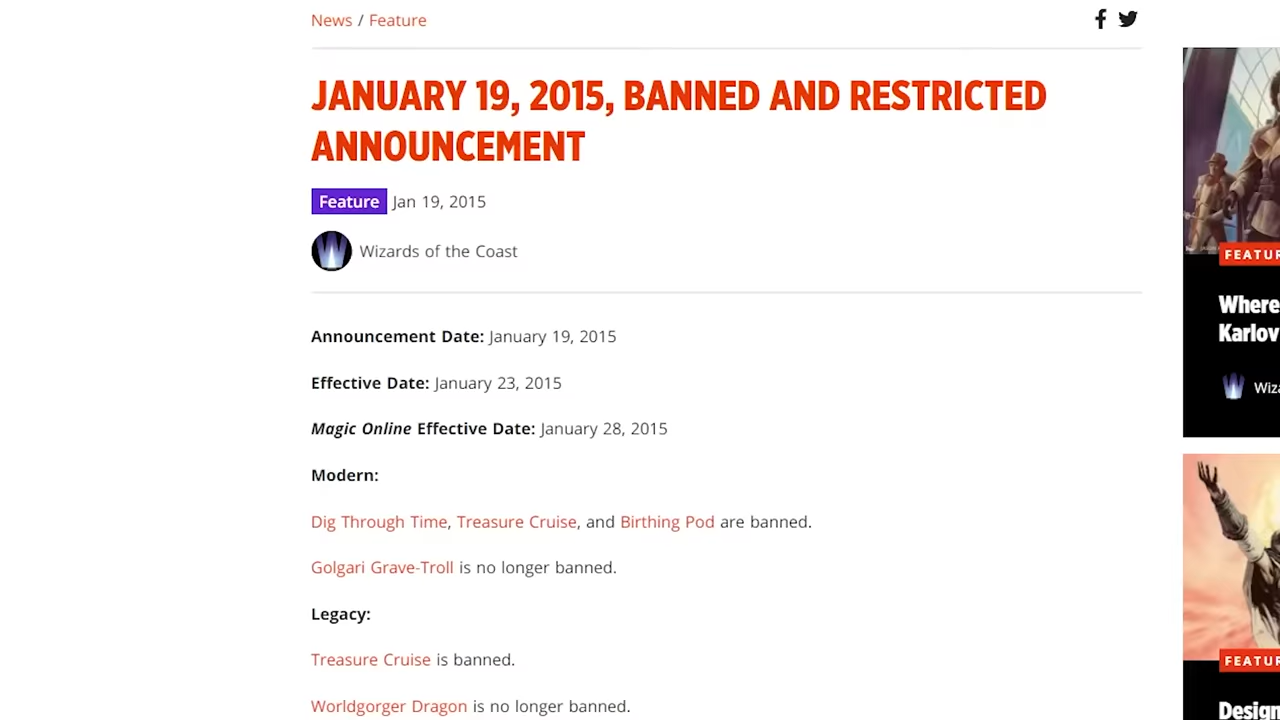 News / Feature
JANUARY 19, 2015, BANNED AND RESTRICTED
ANNOUNCEMENT
Feature Jan 19, 2015
Wizards of the Coast
Announcement Date: January 19, 2015
Effective Date: January 23, 2015
Magic Online Effective Date: January 28, 2015
Modern:
Dig Through Time, Treasure Cruise, and Birthing Pod are banned.
Golgari Grave-Troll is no longer banned.
Legacy:
Treasure Cruise is banned.
Worldgorger Dragon is no longer banned.
FEATUR
Where
Karlov
Wiza
FEATUR
Design